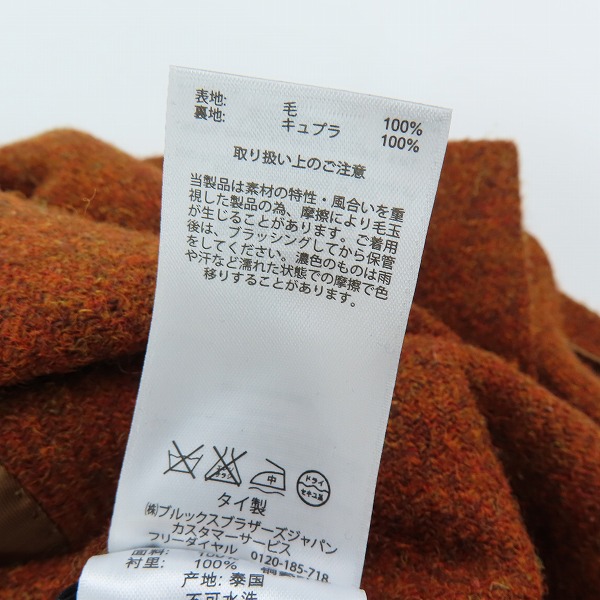 表地: 毛 100%
裏地: キュプラ 100%
取り扱い上のご注意
当製品は素材の特性・風合いを重
視した製品の為、摩擦により毛玉
が生じることがあります。ご着用
後は、ブラッシングしてから保管
をしてください。濃色のものは雨
や汗など濡れた状態での摩擦で色
移りすることがあります。
エンソ
サラシ
中
ドライ
セキユ系
タイ製
㈱ブルックスブラザーズジャパン
カスタマーサービス
フリーダイヤル 0120-185-718
面料: 100%
衬里: 100%
产地: 泰国
不可水洗